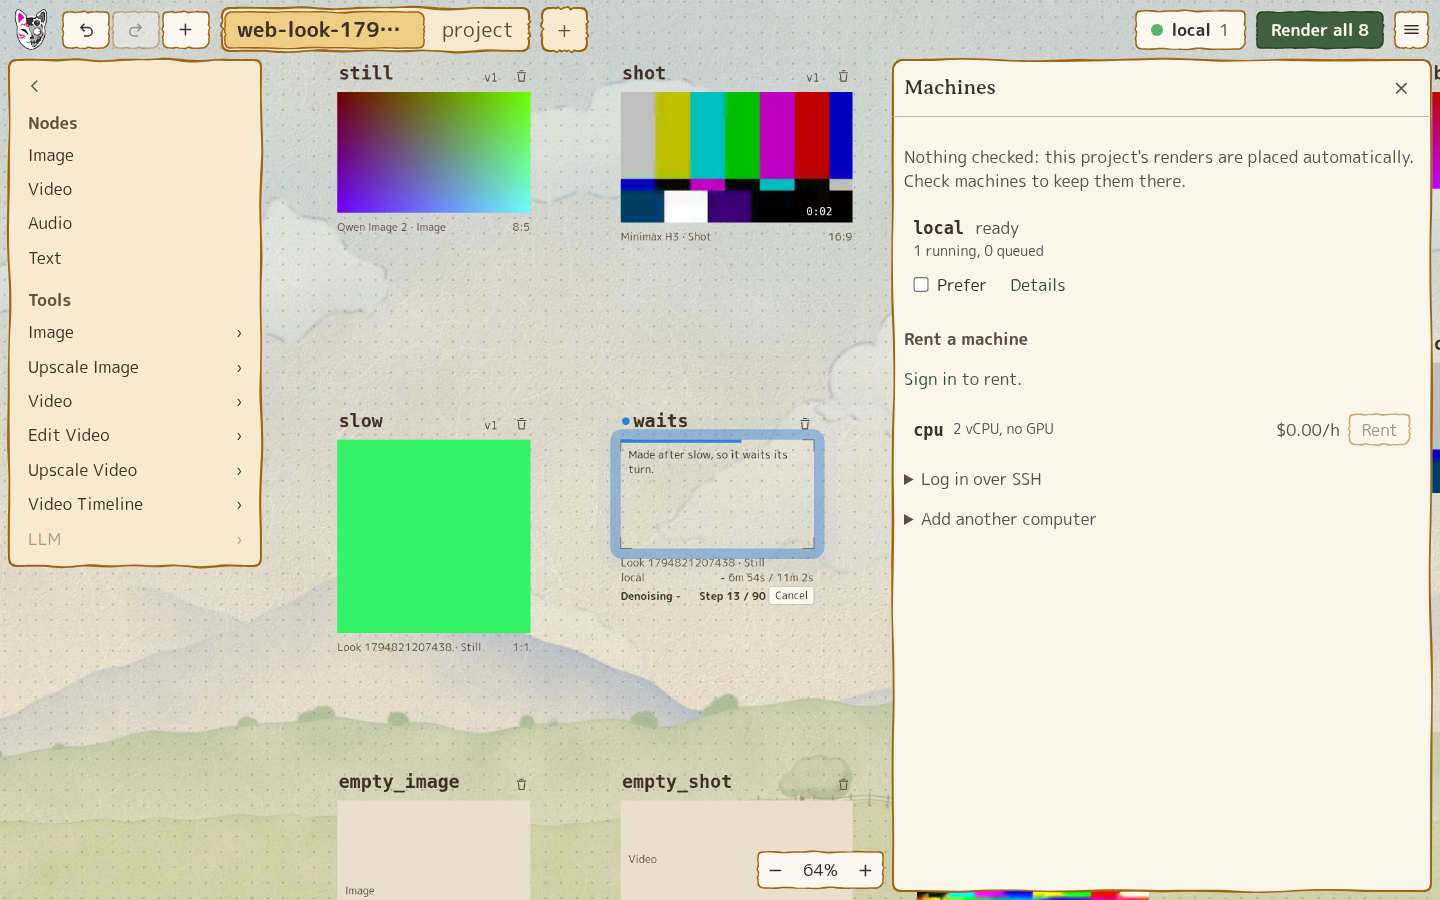 web-look-179···
project
local 1
Render all 8
Nodes
Image
Video
Audio
Text
Tools
Image
Upscale Image
Video
Edit Video
Upscale Video
Video Timeline
LLM
still v1
Qwen Image 2 · Image 8:5
shot v1
0:02
Minimax H3 · Shot 16:9
slow v1
Look 1794821207438 · Still 1:1
waits
Made after slow, so it waits its
turn.
Look 1794821207438 · Still
local - 6m 54s / 11m 2s
Denoising - Step 13 / 90 Cancel
empty_image
Image
empty_shot
Video
64%
Machines
Nothing checked: this project's renders are placed automatically.
Check machines to keep them there.
local ready
1 running, 0 queued
Prefer Details
Rent a machine
Sign in to rent.
cpu 2 vCPU, no GPU $0.00/h Rent
Log in over SSH
Add another computer